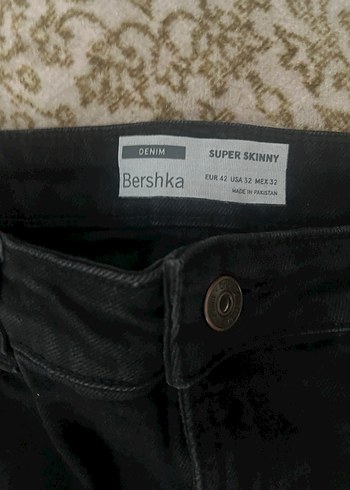 DENIM
SUPER SKINNY
Bershka
EUR 42 USA 32 MEX 32
MADE IN PAKISTAN